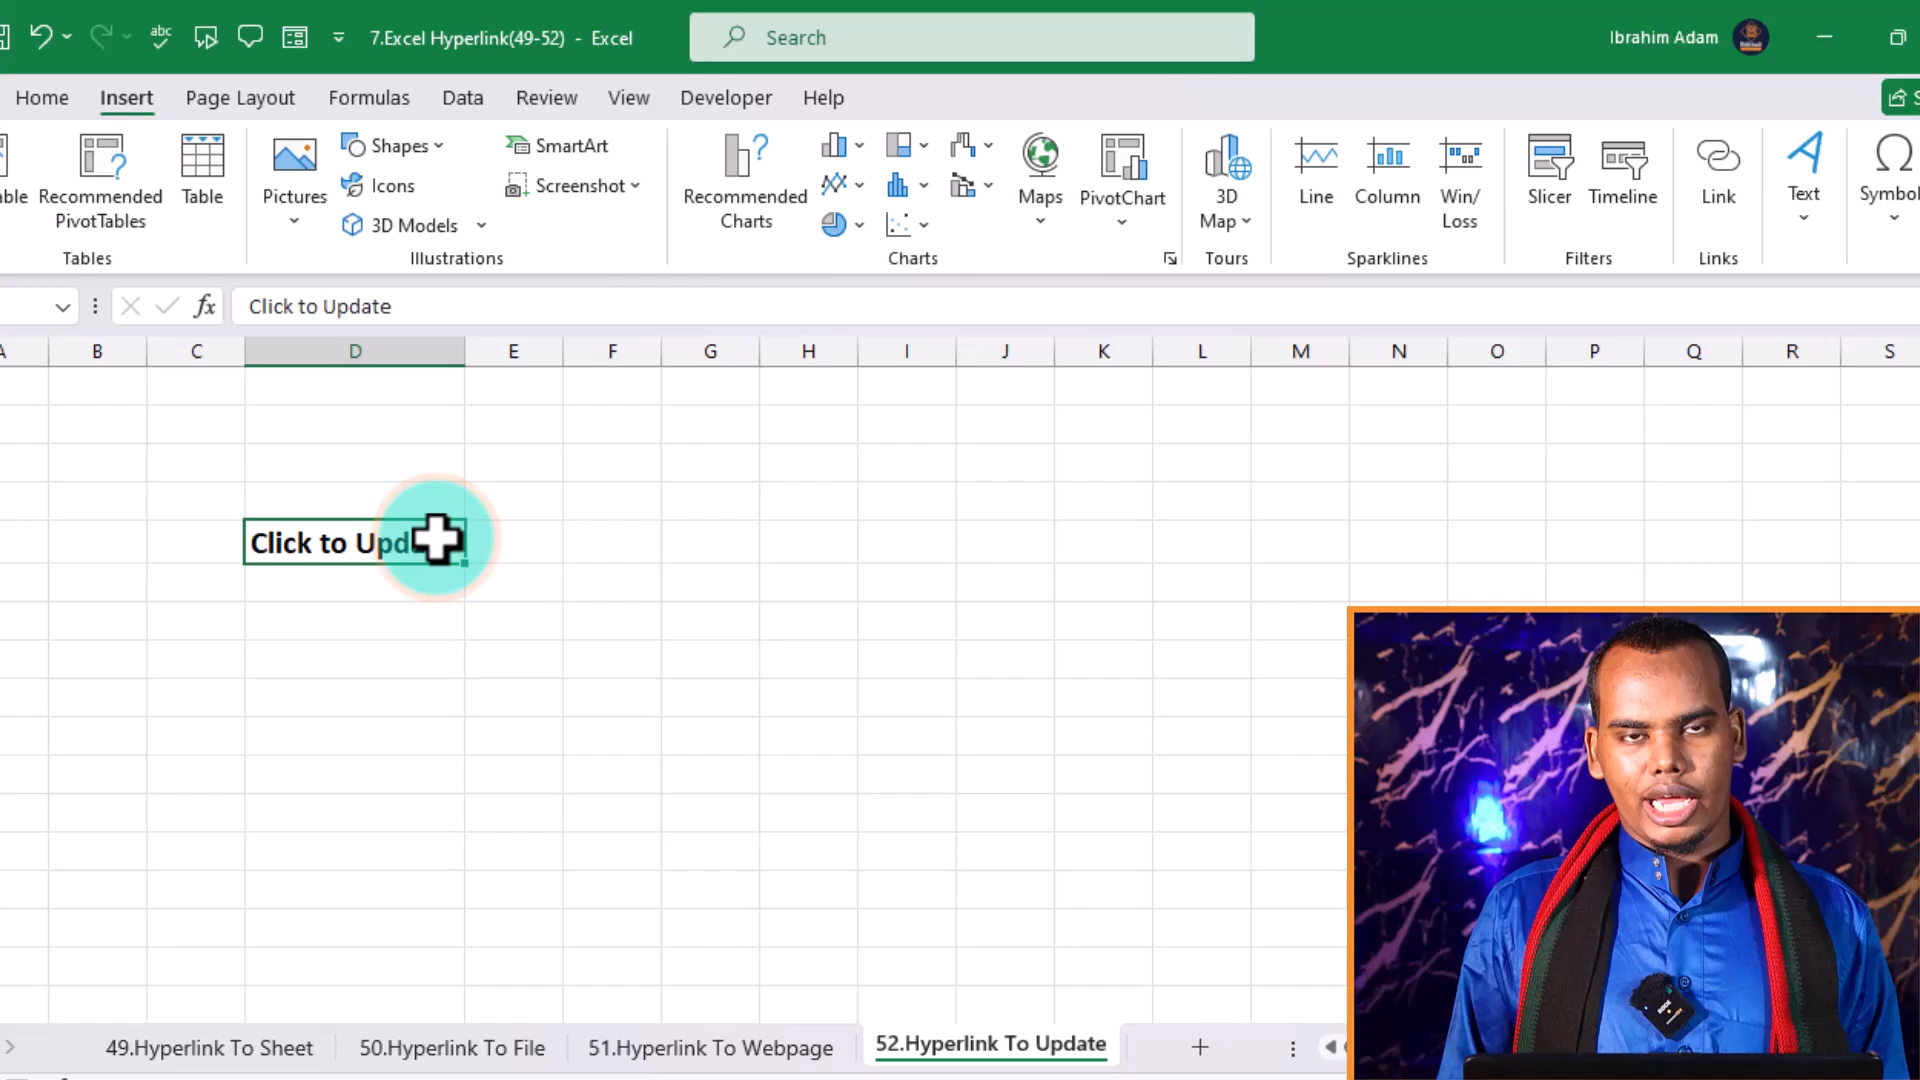 abc
7.Excel Hyperlink(49-52) - Excel
Search
Ibrahim Adam
Home Insert Page Layout Formulas Data Review View Developer Help
Recommended PivotTables
Table
Tables
Pictures
Shapes
Icons
3D Models
SmartArt
Screenshot
Illustrations
Recommended Charts
Maps
PivotChart
Charts
3D Map
Tours
Line
Column
Win/ Loss
Sparklines
Slicer
Timeline
Filters
Link
Links
Text
Symbol
fx Click to Update
A B C D E F G H I J K L M N O P Q R S
Click to
49.Hyperlink To Sheet 50.Hyperlink To File 51.Hyperlink To Webpage 52.Hyperlink To Update